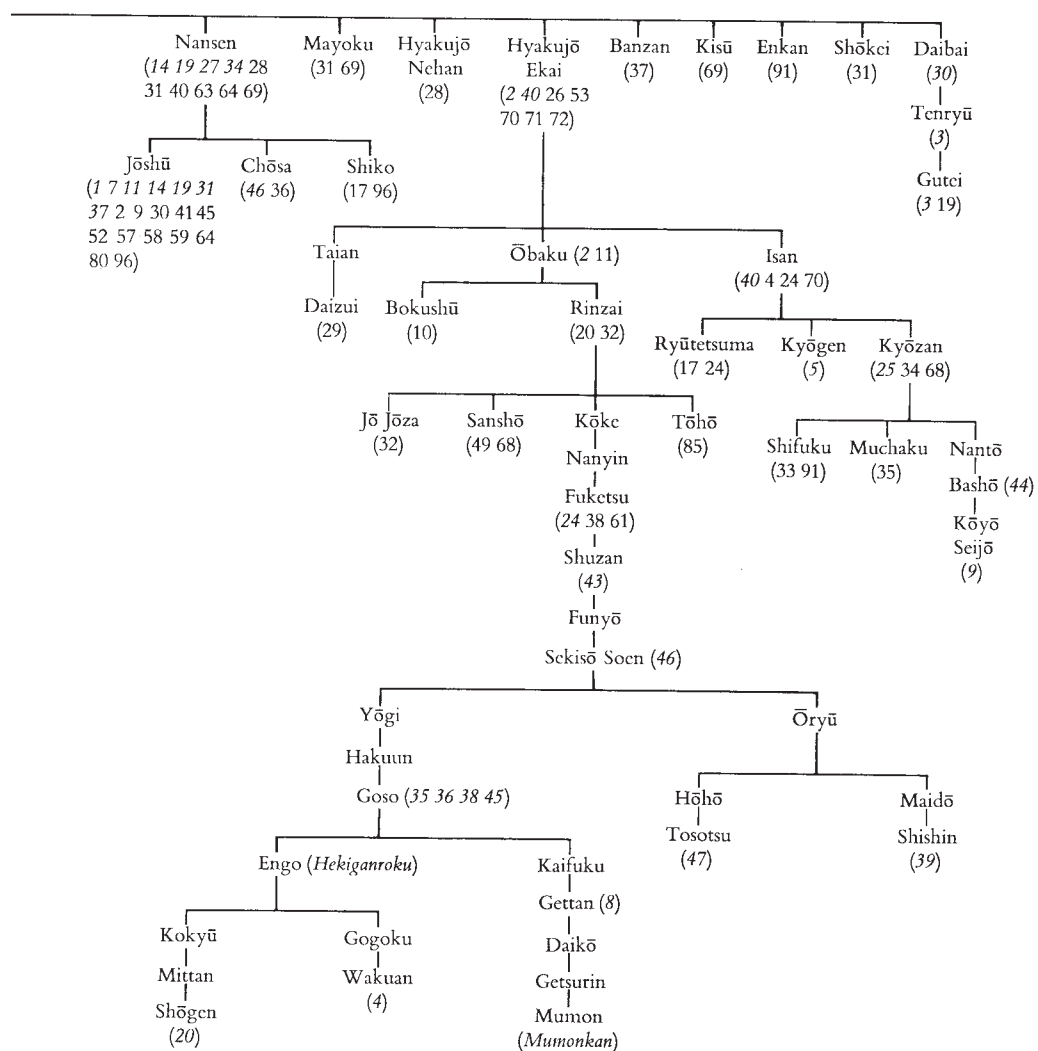 Nansen
(14 19 27 34 28
31 40 63 64 69)
Mayoku
(31 69)
Hyakujō
Nehan
(28)
Hyakujō
Ekai
(2 40 26 53
70 71 72)
Banzan
(37)
Kisū
(69)
Enkan
(91)
Shōkei
(31)
Daibai
(30)
Tenryū
(3)
Gutei
(3 19)
Jōshū
(1 7 11 14 19 31
37 2 9 30 41 45
52 57 58 59 64
80 96)
Chōsa
(46 36)
Shiko
(17 96)
Taian
Daizui
(29)
Ōbaku (2 11)
Isan
(40 4 24 70)
Bokushū
(10)
Rinzai
(20 32)
Ryūtetsuma
(17 24)
Kyōgen
(5)
Kyōzan
(25 34 68)
Jō Jōza
(32)
Sanshō
(49 68)
Kōke
Tōhō
(85)
Nanyin
Fuketsu
(24 38 61)
Shuzan
(43)
Funyō
Sekisō Soen (46)
Shifuku
(33 91)
Muchaku
(35)
Nantō
Bashō (44)
Kōyō
Seijō
(9)
Yōgi
Hakuun
Goso (35 36 38 45)
Ōryū
Hōhō
Tosotsu
(47)
Maidō
Shishin
(39)
Engo (Hekiganroku)
Kaifuku
Gettan (8)
Daikō
Getsurin
Mumon
(Mumonkan)
Kokyū
Mittan
Shōgen
(20)
Gogoku
Wakuan
(4)